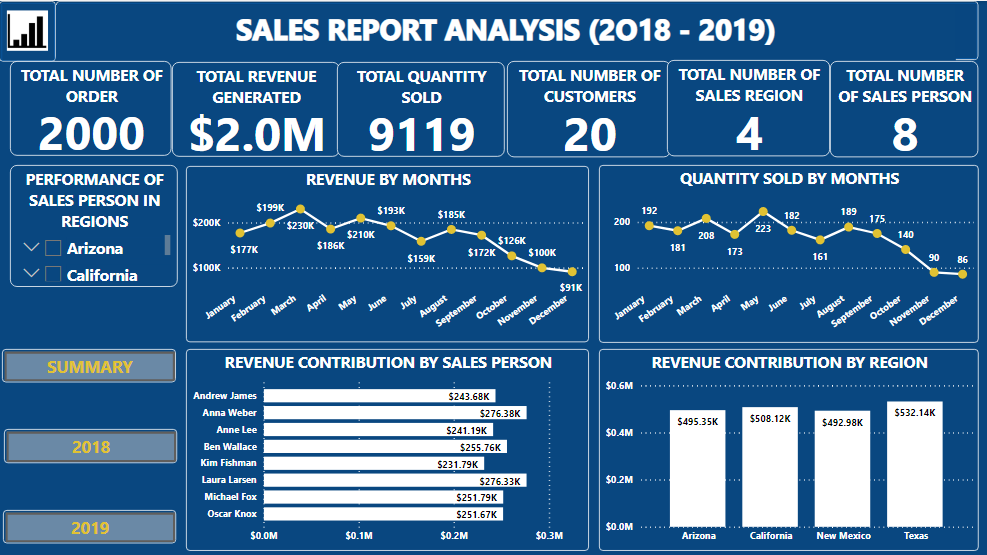 SALES REPORT ANALYSIS (2O18 - 2019)
TOTAL NUMBER OF
ORDER
2000
TOTAL REVENUE
GENERATED
$2.0M
TOTAL QUANTITY
SOLD
9119
TOTAL NUMBER OF
CUSTOMERS
20
TOTAL NUMBER OF
SALES REGION
4
TOTAL NUMBER
OF SALES PERSON
8
PERFORMANCE OF
SALES PERSON IN
REGIONS
Arizona
California
REVENUE BY MONTHS
$200K
$100K
$177K
$199K
$230K
$186K
$210K
$193K
$159K
$185K
$172K
$126K
$100K
$91K
January
February
March
April
May
June
July
August
September
October
November
December
QUANTITY SOLD BY MONTHS
200
100
192
181
208
173
223
182
161
189
175
140
90
86
January
February
March
April
May
June
July
August
September
October
November
December
SUMMARY
2018
2019
REVENUE CONTRIBUTION BY SALES PERSON
Andrew James $243.68K
Anna Weber $276.38K
Anne Lee $241.19K
Ben Wallace $255.76K
Kim Fishman $231.79K
Laura Larsen $276.33K
Michael Fox $251.79K
Oscar Knox $251.67K
$0.0M $0.1M $0.2M $0.3M
REVENUE CONTRIBUTION BY REGION
$0.6M
$0.4M
$0.2M
$0.0M
$495.35K
$508.12K
$492.98K
$532.14K
Arizona California New Mexico Texas